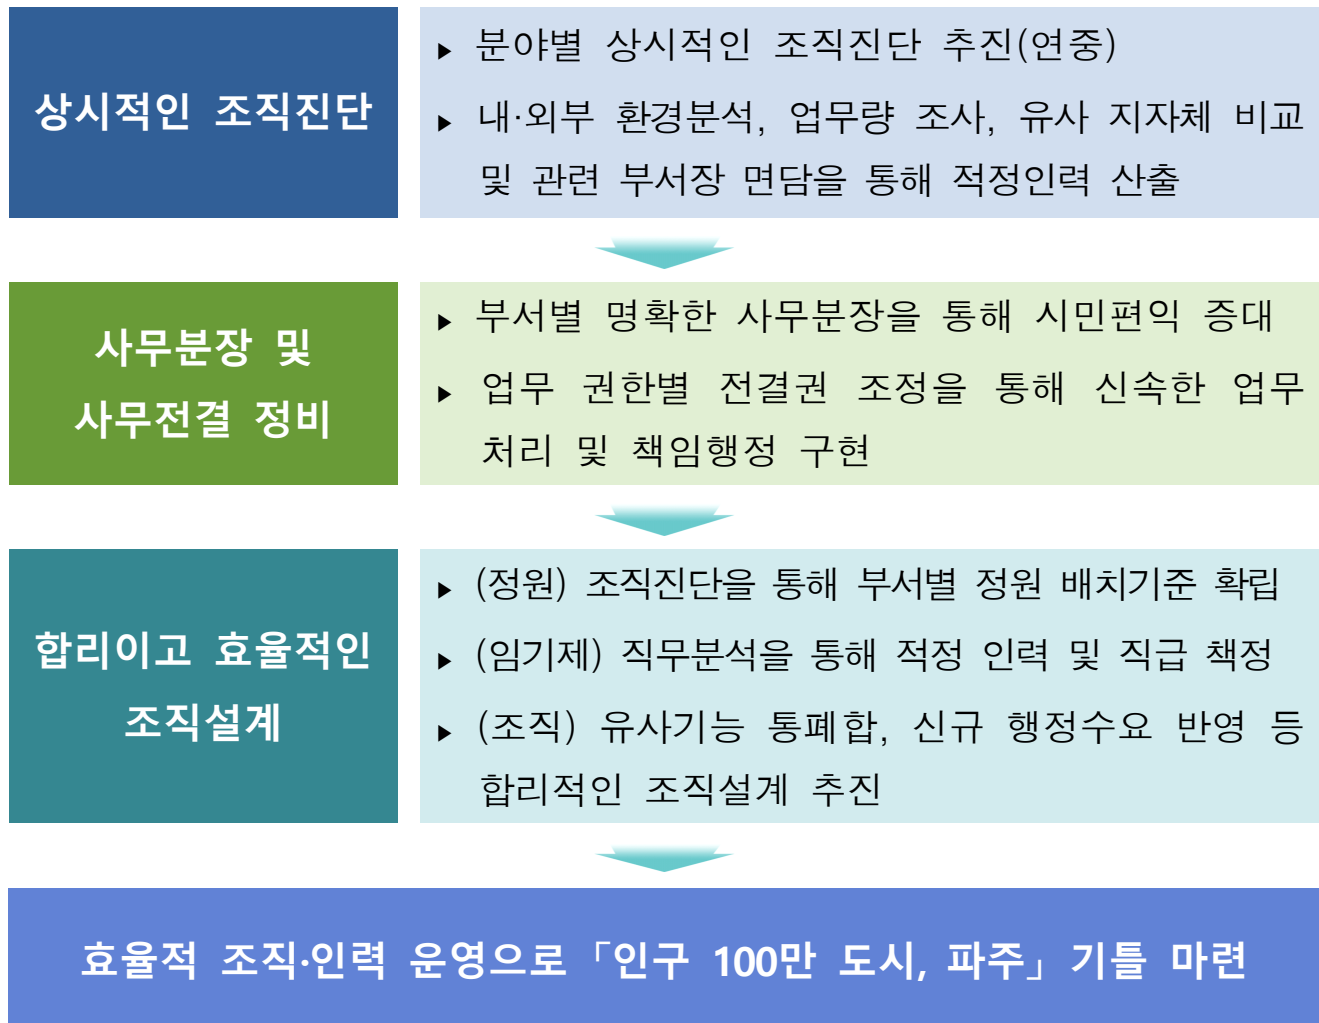 상시적인 조직진단
▶ 분야별 상시적인 조직진단 추진(연중)
▶ 내·외부 환경분석, 업무량 조사, 유사 지자체 비교
및 관련 부서장 면담을 통해 적정인력 산출
사무분장 및
사무전결 정비
▶ 부서별 명확한 사무분장을 통해 시민편익 증대
▶ 업무 권한별 전결권 조정을 통해 신속한 업무
처리 및 책임행정 구현
합리이고 효율적인
조직설계
▶ (정원) 조직진단을 통해 부서별 정원 배치기준 확립
▶ (임기제) 직무분석을 통해 적정 인력 및 직급 책정
▶ (조직) 유사기능 통폐합, 신규 행정수요 반영 등
합리적인 조직설계 추진
효율적 조직·인력 운영으로「인구 100만 도시, 파주」기틀 마련